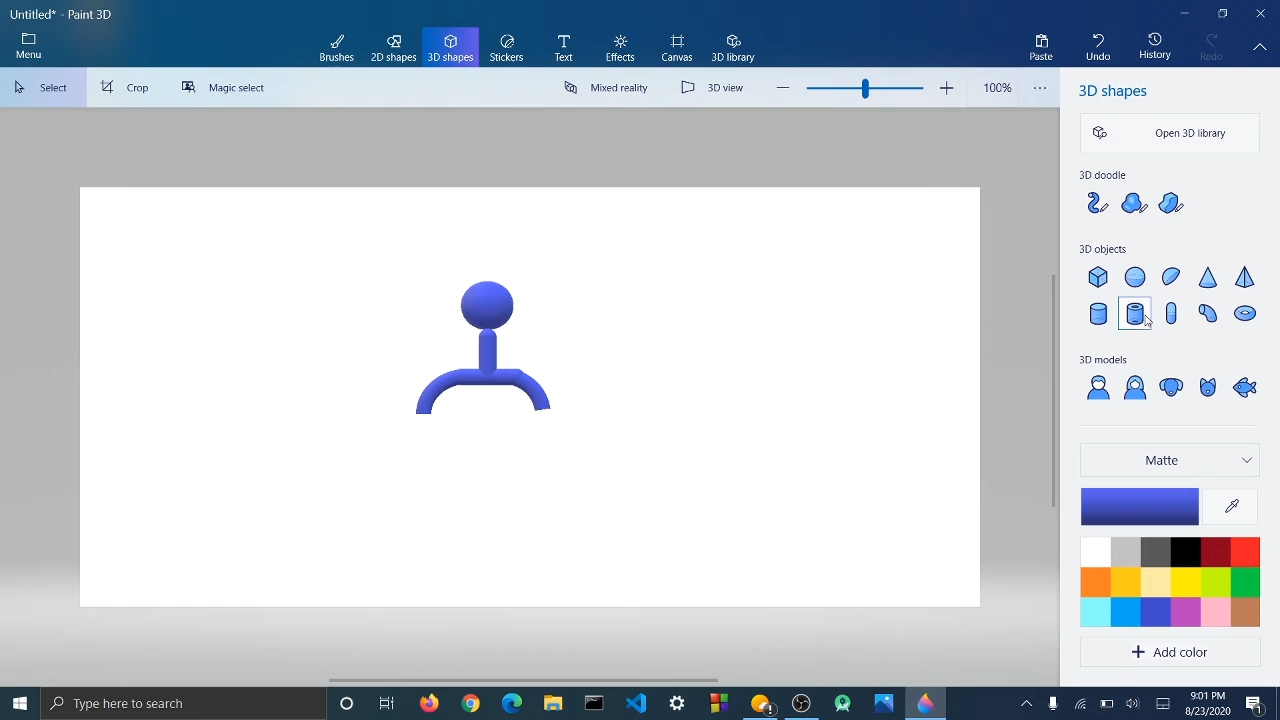 Untitled* - Paint 3D
Menu
Brushes
2D shapes
3D shapes
Stickers
Text
Effects
Canvas
3D library
Paste
Undo
History
Redo
Select
Crop
Magic select
Mixed reality
3D view
100%
3D shapes
Open 3D library
3D doodle
3D objects
3D models
Matte
Add color
Type here to search
9:01 PM
8/23/2020
1